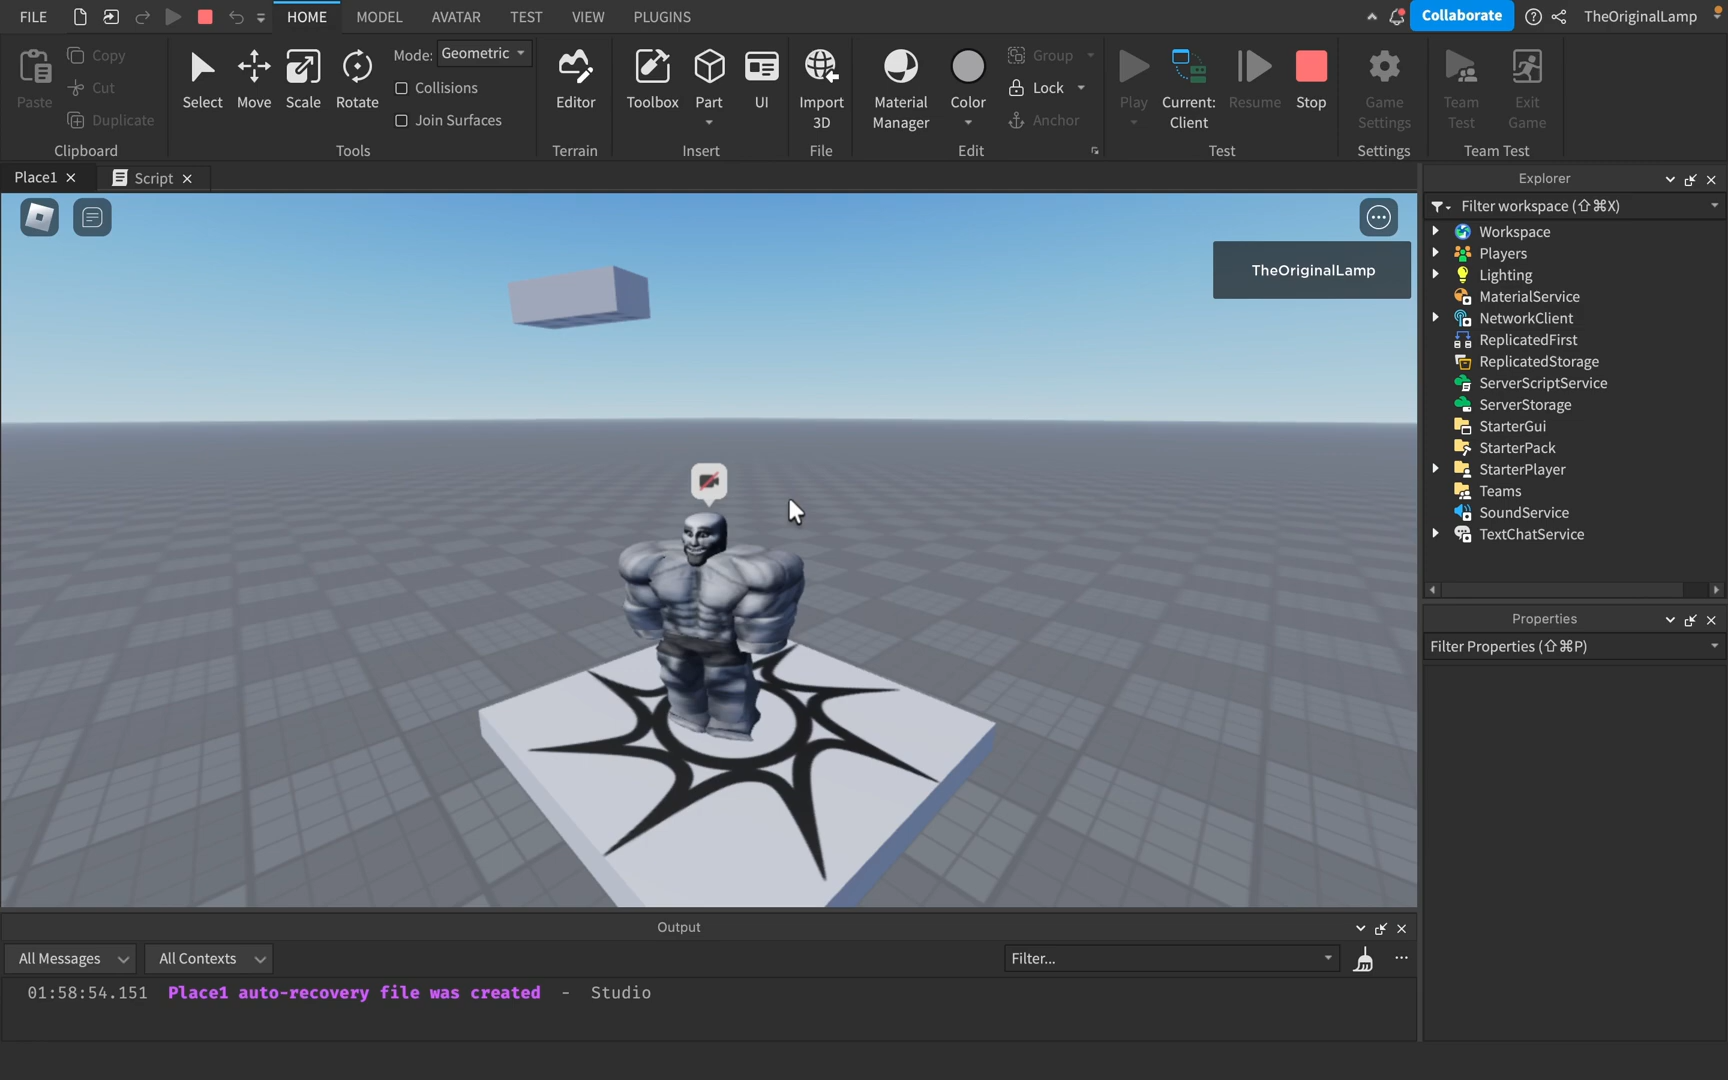 FILE HOME MODEL AVATAR TEST VIEW PLUGINS Collaborate TheOriginalLamp
Paste
Copy
Cut
Duplicate
Clipboard
Select Move Scale Rotate
Mode: Geometric
Collisions
Join Surfaces
Tools
Editor
Terrain
Toolbox Part UI
Insert
Import
3D
File
Material
Manager
Color
Group
Lock
Anchor
Edit
Play
Current:
Client
Resume
Stop
Test
Game
Settings
Settings
Team
Test
Exit
Game
Team Test
Place1 Script
TheOriginalLamp
Explorer
Filter workspace (⇧⌘X)
Workspace
Players
Lighting
MaterialService
NetworkClient
ReplicatedFirst
ReplicatedStorage
ServerScriptService
ServerStorage
StarterGui
StarterPack
StarterPlayer
Teams
SoundService
TextChatService
Properties
Filter Properties (⇧⌘P)
Output
All Messages All Contexts Filter...
01:58:54.151 Place1 auto-recovery file was created - Studio